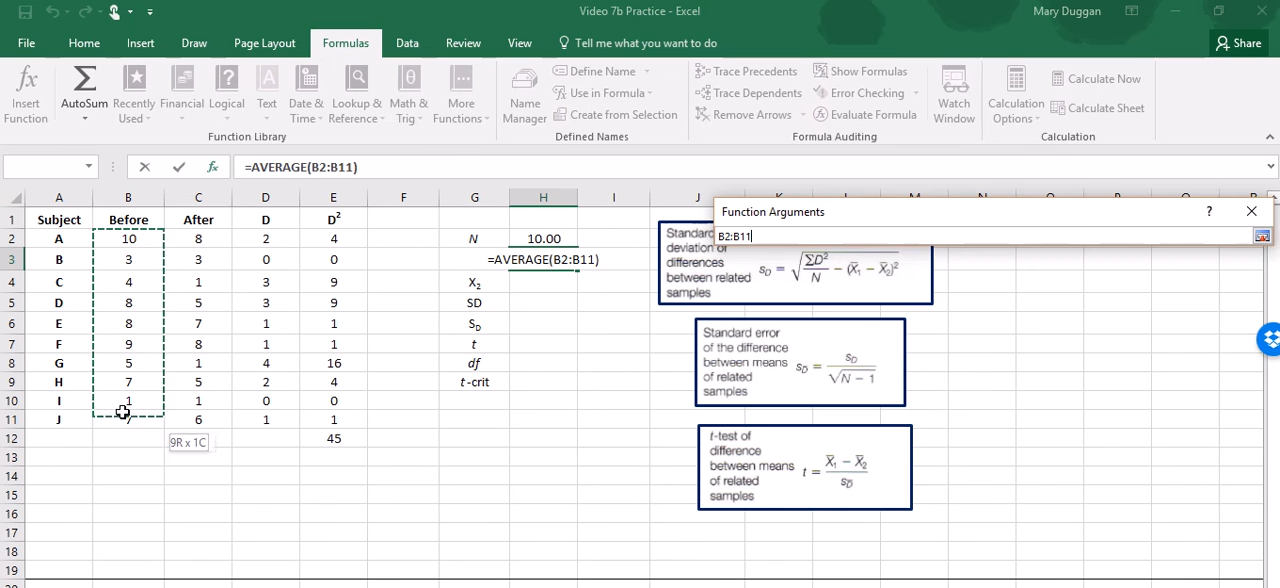 Video 7b Practice - Excel
Mary Duggan
File Home Insert Draw Page Layout Formulas Data Review View Tell me what you want to do Share
Insert Function
AutoSum
Recently Used
Financial
Logical
Text
Date & Time
Lookup & Reference
Math & Trig
More Functions
Function Library
Name Manager
Define Name
Use in Formula
Create from Selection
Defined Names
Trace Precedents
Trace Dependents
Remove Arrows
Show Formulas
Error Checking
Evaluate Formula
Formula Auditing
Watch Window
Calculation Options
Calculate Now
Calculate Sheet
Calculation
fx =AVERAGE(B2:B11)
A B C D E F G H I J
1 Subject Before After D D²
2 A 10 8 2 4 N 10.00
3 B 3 3 0 0 =AVERAGE(B2:B11)
4 C 4 1 3 9 X₂
5 D 8 5 3 9 SD
6 E 8 7 1 1 S_D
7 F 9 8 1 1 t
8 G 5 1 4 16 df
9 H 7 5 2 4 t-crit
10 I 1 1 0 0
11 J 7 6 1 1
12 45
13
14
15
16
17
18
19
9R x 1C
Function Arguments ?
B2:B11
deviation of
differences
between related
samples
s_D = √(ΣD²/N − (X̄₁ − X̄₂)²)
Standard error
of the difference
between means
of related
samples
s_D̄ = s_D / √(N − 1)
t-test of
difference
between means
of related
samples
t = (X̄₁ − X̄₂) / s_D̄